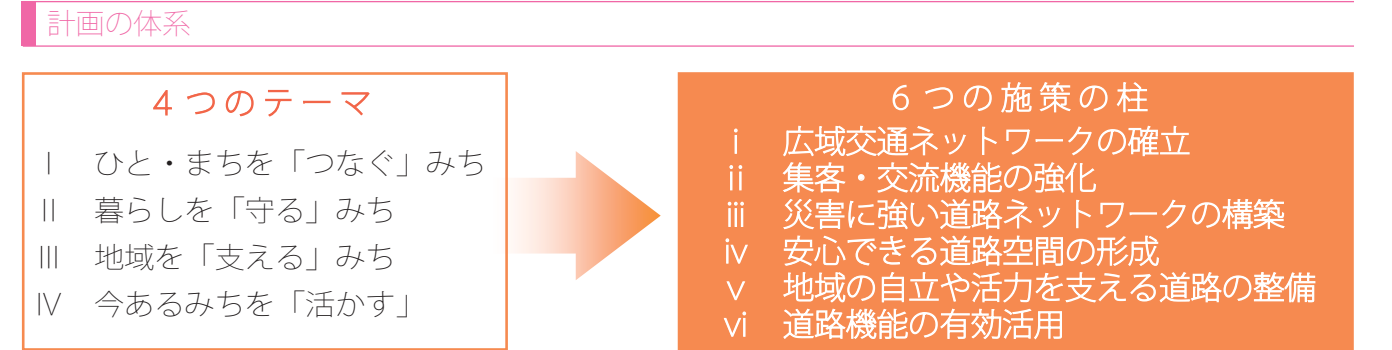 計画の体系
４つのテーマ
Ⅰ ひと・まちを「つなぐ」みち
Ⅱ 暮らしを「守る」みち
Ⅲ 地域を「支える」みち
Ⅳ 今あるみちを「活かす」
６つの施策の柱
ⅰ 広域交通ネットワークの確立
ⅱ 集客・交流機能の強化
ⅲ 災害に強い道路ネットワークの構築
ⅳ 安心できる道路空間の形成
ⅴ 地域の自立や活力を支える道路の整備
ⅵ 道路機能の有効活用